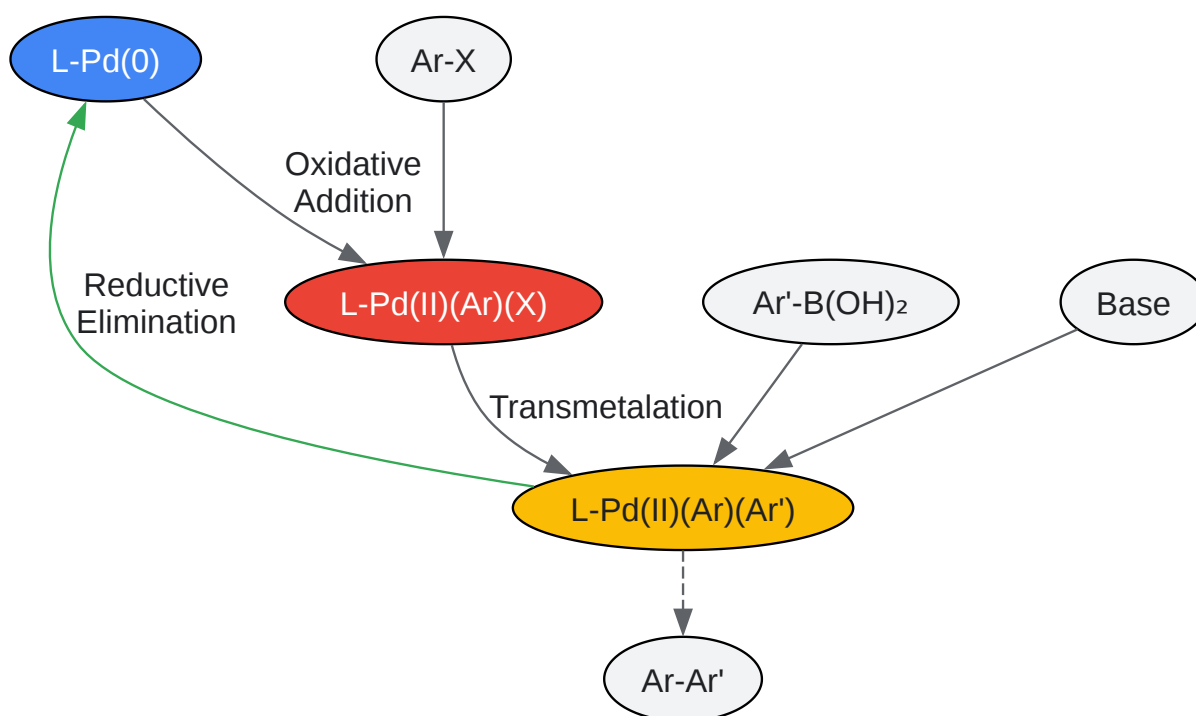 L-Pd(0)
Ar-X
Oxidative
Addition
Reductive
Elimination
L-Pd(II)(Ar)(X)
Ar'-B(OH)₂
Base
Transmetalation
L-Pd(II)(Ar)(Ar')
Ar-Ar'